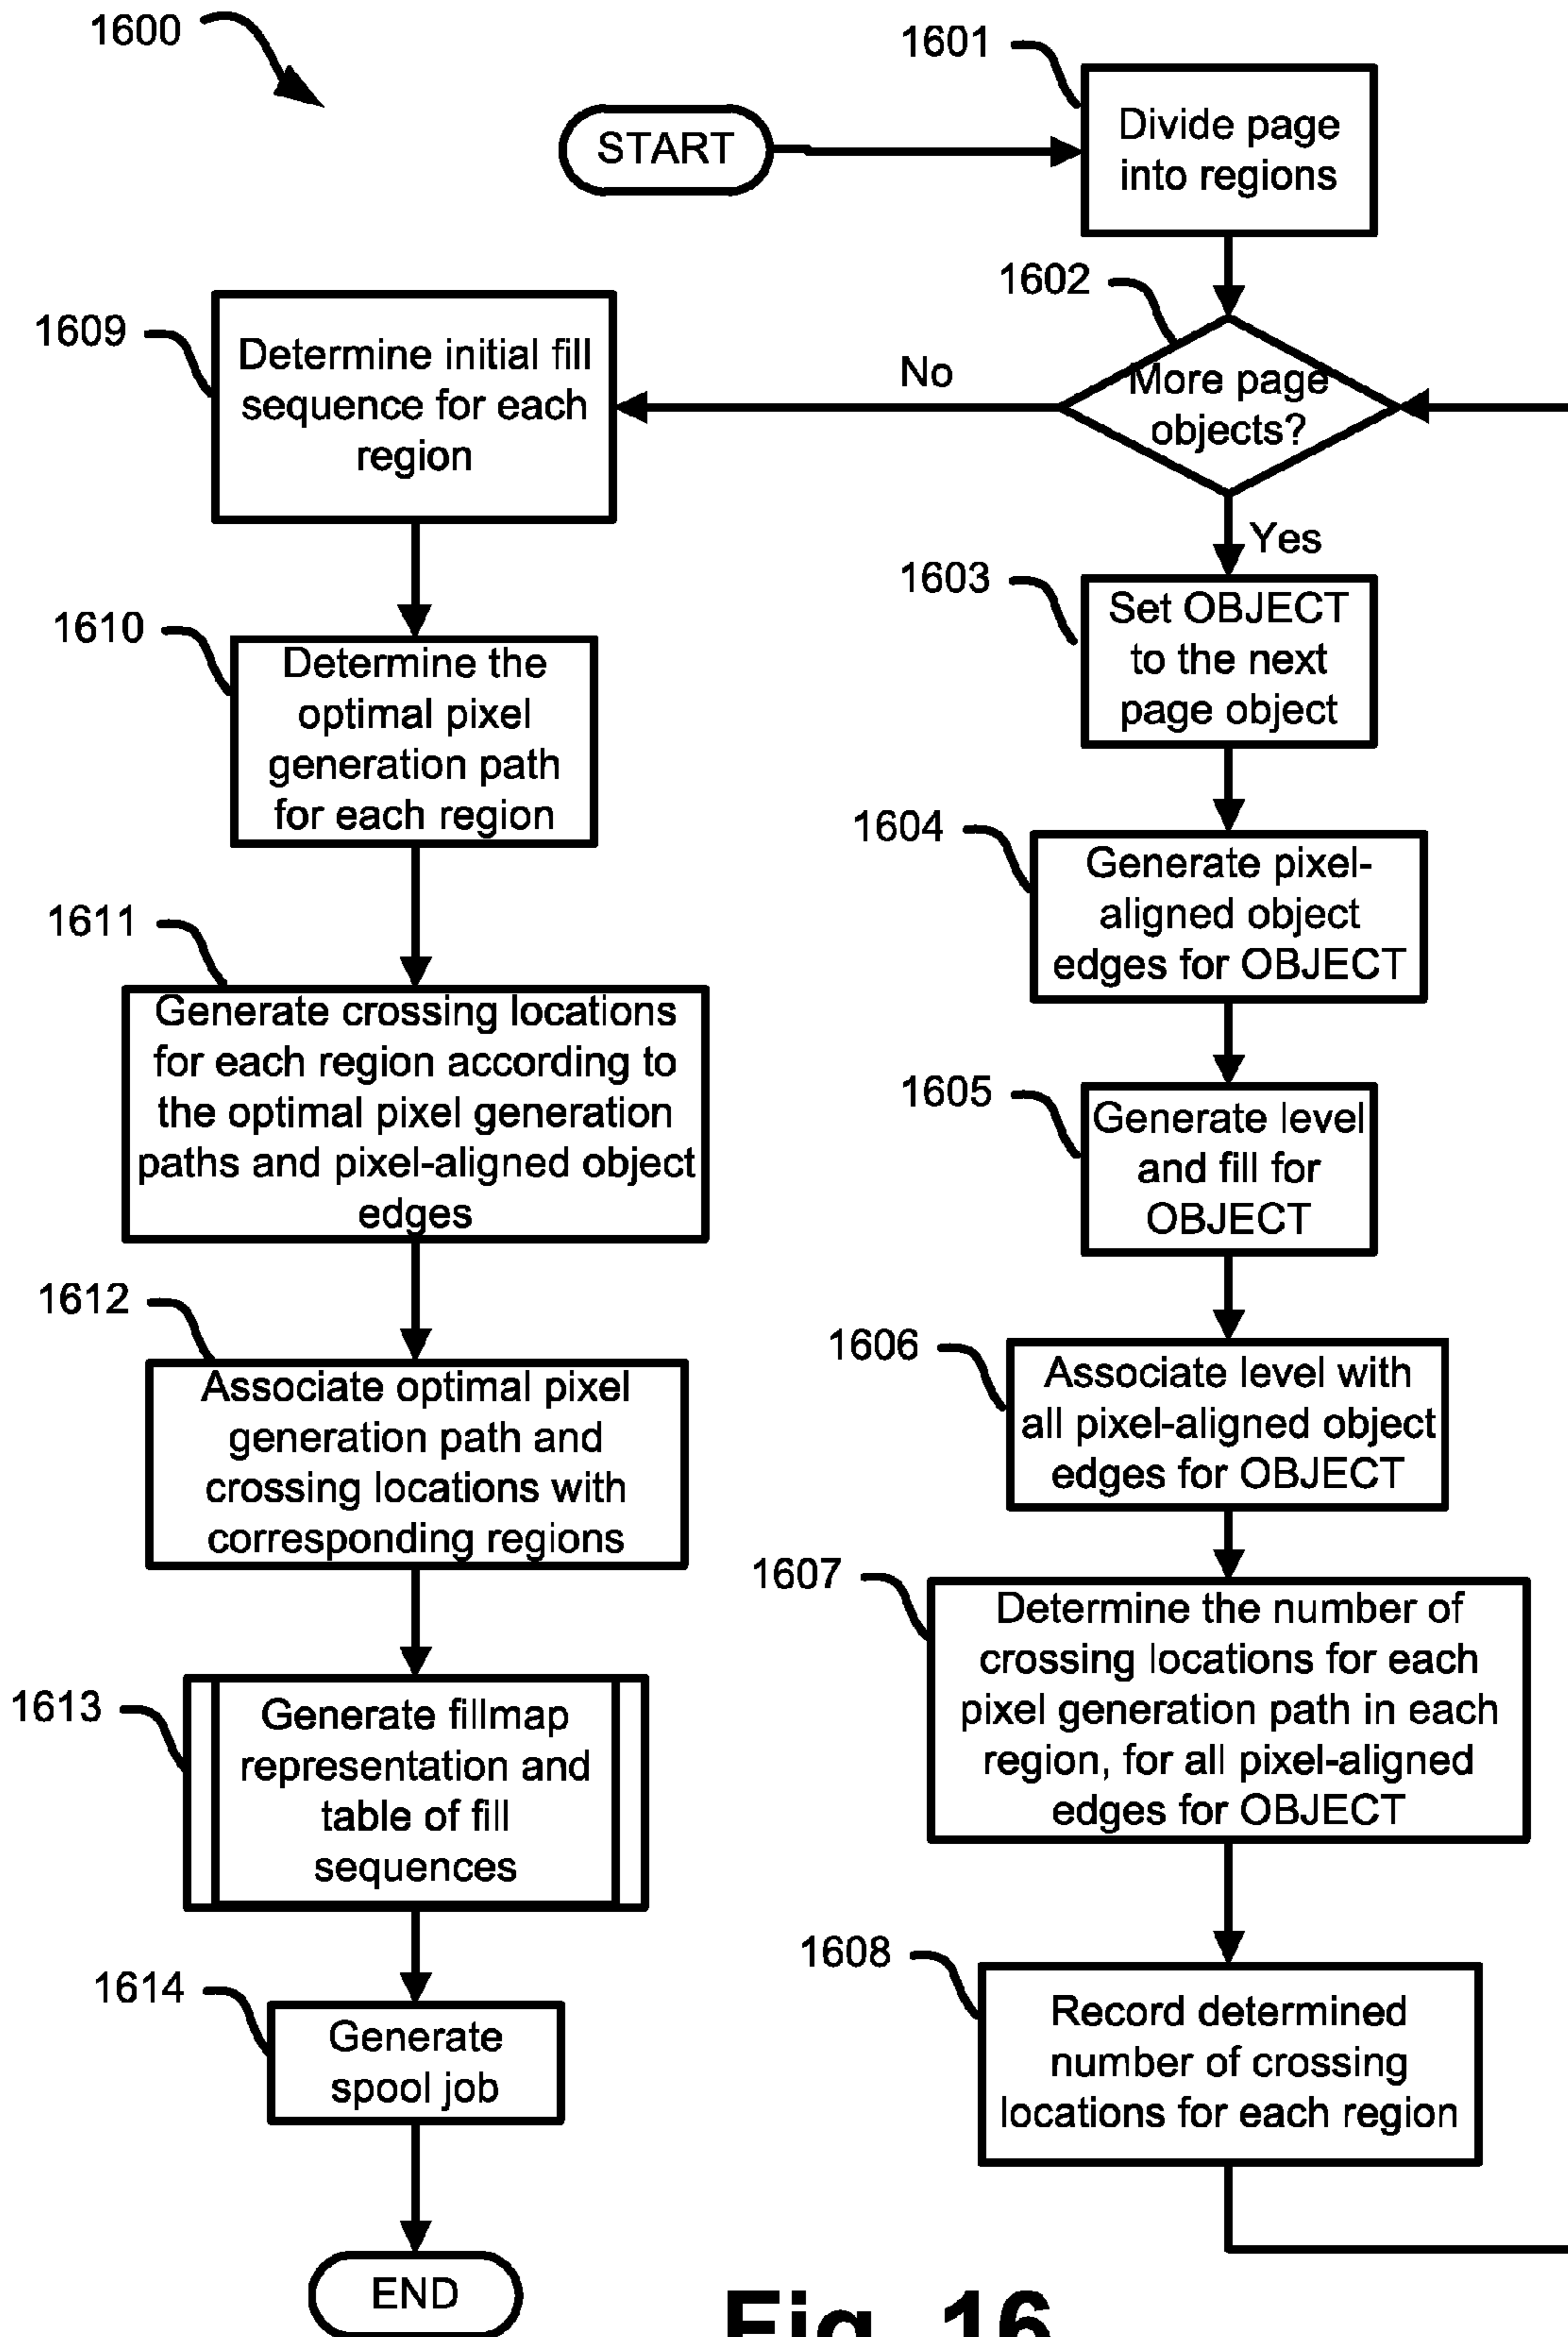 1600
1601
START
Divide page
into regions
1602
More page
objects?
No
Yes
1603
Set OBJECT
to the next
page object
1604
Generate pixel-
aligned object
edges for OBJECT
1605
Generate level
and fill for
OBJECT
1606
Associate level with
all pixel-aligned object
edges for OBJECT
1607
Determine the number of
crossing locations for each
pixel generation path in each
region, for all pixel-aligned
edges for OBJECT
1608
Record determined
number of crossing
locations for each region
1609
Determine initial fill
sequence for each
region
1610
Determine the
optimal pixel
generation path
for each region
1611
Generate crossing locations
for each region according to
the optimal pixel generation
paths and pixel-aligned object
edges
1612
Associate optimal pixel
generation path and
crossing locations with
corresponding regions
1613
Generate fillmap
representation and
table of fill
sequences
1614
Generate
spool job
END
Fig. 16